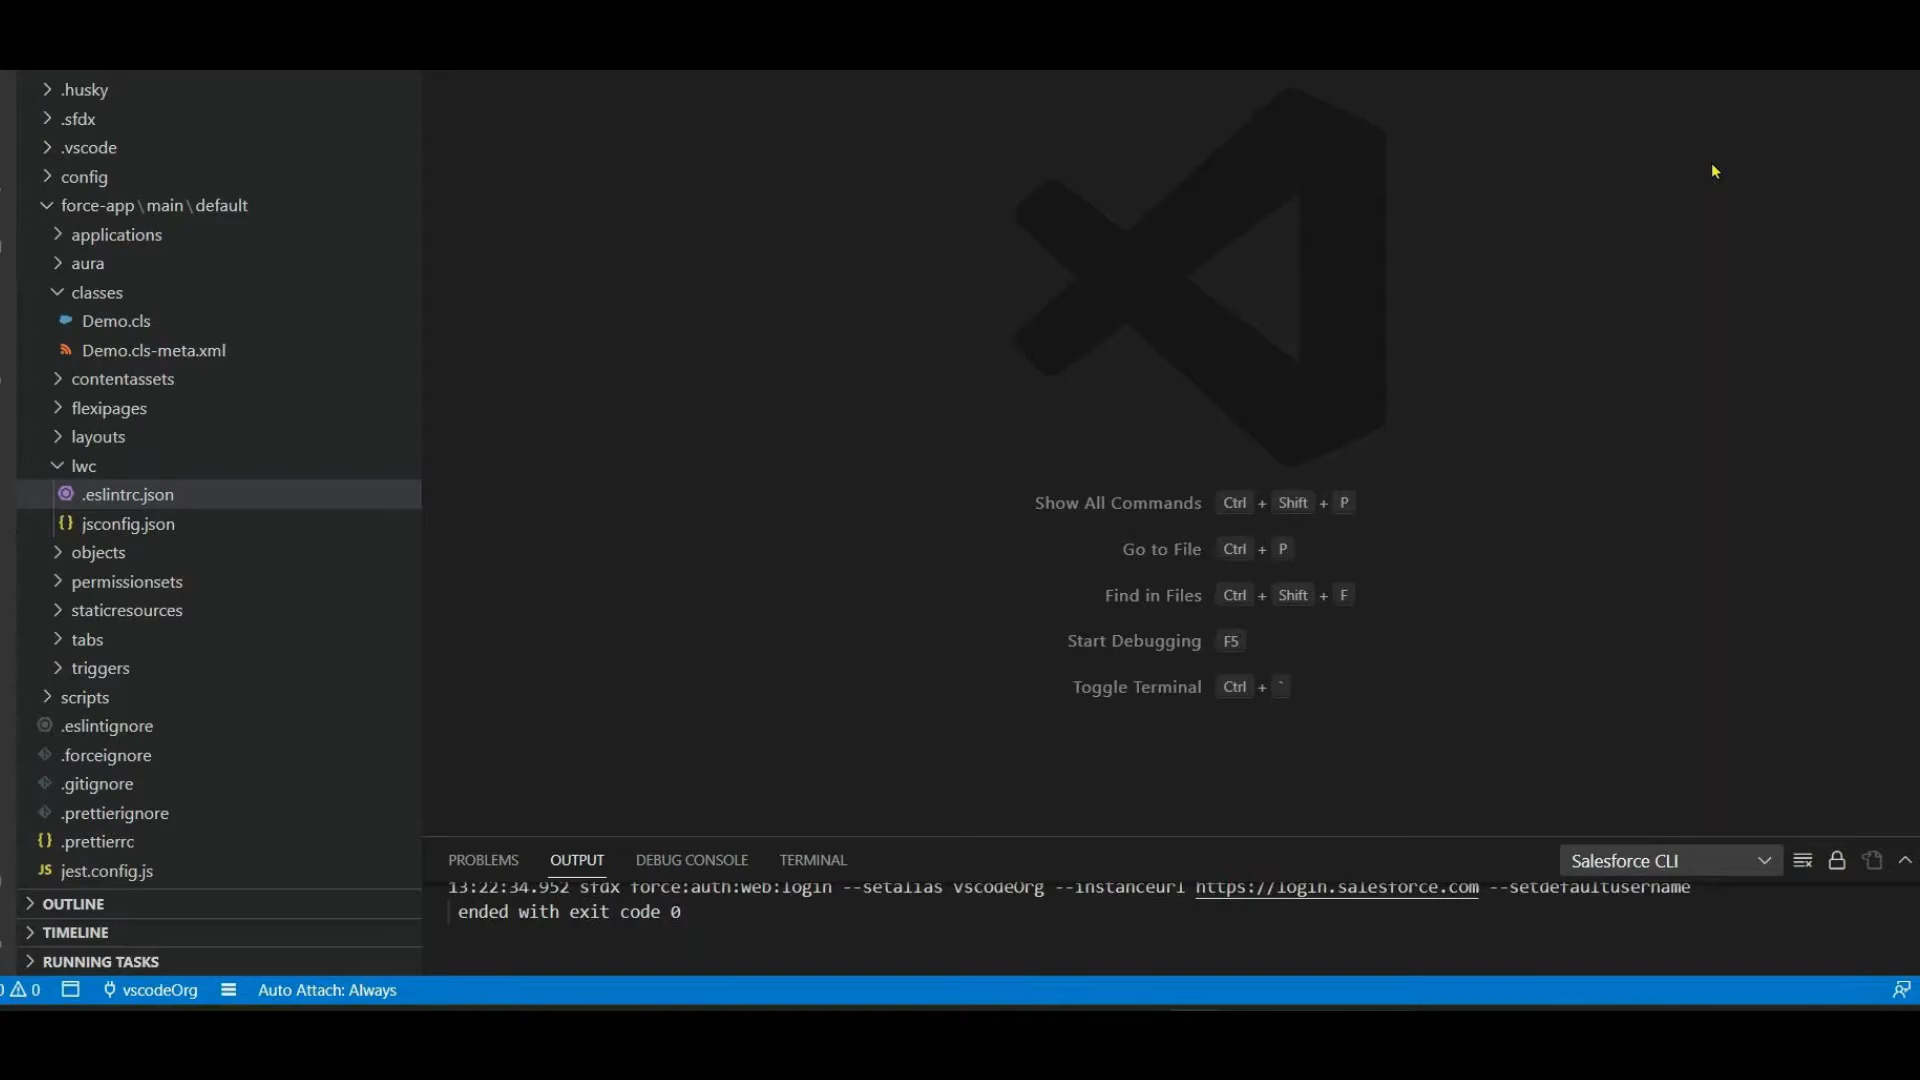 .husky
.sfdx
.vscode
config
force-app\main\default
applications
aura
classes
Demo.cls
Demo.cls-meta.xml
contentassets
flexipages
layouts
lwc
.eslintrc.json
{} jsconfig.json
objects
permissionsets
staticresources
tabs
triggers
scripts
.eslintignore
.forceignore
.gitignore
.prettierignore
{} .prettierrc
JS jest.config.js
OUTLINE
TIMELINE
RUNNING TASKS
Show All Commands Ctrl + Shift + P
Go to File Ctrl + P
Find in Files Ctrl + Shift + F
Start Debugging F5
Toggle Terminal Ctrl + `
PROBLEMS OUTPUT DEBUG CONSOLE TERMINAL Salesforce CLI
13:22:34.952 sfdx force:auth:web:login --setalias vscodeOrg --instanceurl https://login.salesforce.com --setdefaultusername
ended with exit code 0
0 0 vscodeOrg Auto Attach: Always